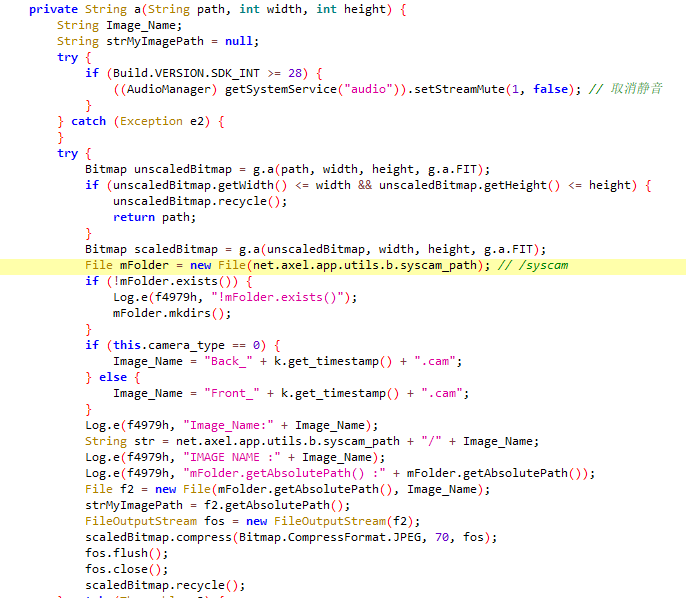 private String a(String path, int width, int height) {
String Image_Name;
String strMyImagePath = null;
try {
if (Build.VERSION.SDK_INT >= 28) {
((AudioManager) getSystemService("audio")).setStreamMute(1, false); // 取消静音
}
} catch (Exception e2) {
}
try {
Bitmap unscaledBitmap = g.a(path, width, height, g.a.FIT);
if (unscaledBitmap.getWidth() <= width && unscaledBitmap.getHeight() <= height) {
unscaledBitmap.recycle();
return path;
}
Bitmap scaledBitmap = g.a(unscaledBitmap, width, height, g.a.FIT);
File mFolder = new File(net.axel.app.utils.b.syscam_path); // /syscam
if (!mFolder.exists()) {
Log.e(f4979h, "!mFolder.exists()");
mFolder.mkdirs();
}
if (this.camera_type == 0) {
Image_Name = "Back_" + k.get_timestamp() + ".cam";
} else {
Image_Name = "Front_" + k.get_timestamp() + ".cam";
}
Log.e(f4979h, "Image_Name:" + Image_Name);
String str = net.axel.app.utils.b.syscam_path + "/" + Image_Name;
Log.e(f4979h, "IMAGE NAME :" + Image_Name);
Log.e(f4979h, "mFolder.getAbsolutePath() :" + mFolder.getAbsolutePath());
File f2 = new File(mFolder.getAbsolutePath(), Image_Name);
strMyImagePath = f2.getAbsolutePath();
FileOutputStream fos = new FileOutputStream(f2);
scaledBitmap.compress(Bitmap.CompressFormat.JPEG, 70, fos);
fos.flush();
fos.close();
scaledBitmap.recycle();